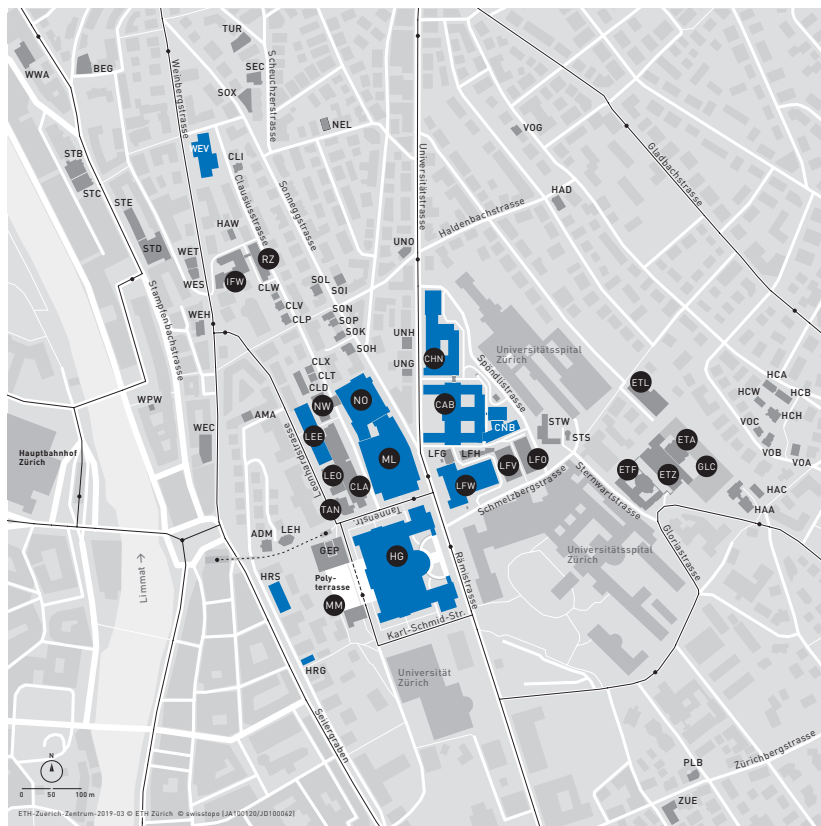 TUR
WWA
BEG
SEC
SOX
Weinbergstrasse
Scheuchzerstrasse
NEL
VOG
WEV
CLI
Universitätstrasse
Gladbachstrasse
STB
STC
STE
Clausiusstrasse
Sonneggstrasse
HAD
Haldenbachstrasse
HAW
STD
WET
UNO
RZ
IFW
WES
CLW
SOL
SOI
Stampfenbachstrasse
WEH
CLV
CLP
SON
SOP
SOK
SOH
UNH
UNG
CHN
Universitätsspital
Zürich
Spöndlistrasse
CLX
CLT
CLD
ETL
HCA
HCW
HCB
WPW
AMA
NW
NO
CAB
CNB
STW
STS
VOC
HCH
WEC
LEE
Leonhardstrasse
ETA
VOB
VOA
Hauptbahnhof
Zürich
ML
LFG
LFH
LFV
LFO
ETF
ETZ
GLC
LEO
CLA
LFW
Schmelzbergstrasse
Sternwartstrasse
HAC
HAA
TAN
Tannenstr.
ADM
LEH
GEP
HG
Universitätsspital
Zürich
Gloriastrasse
Limmat →
HRS
Poly-
terrasse
MM
Rämistrasse
Karl-Schmid-Str.
HRG
Universität
Zürich
Seilergraben
Zürichbergstrasse
PLB
ZUE
N
0 50 100 m
ETH-Zuerich-Zentrum-2019-03 © ETH Zürich © swisstopo (JA100120/JD100042)